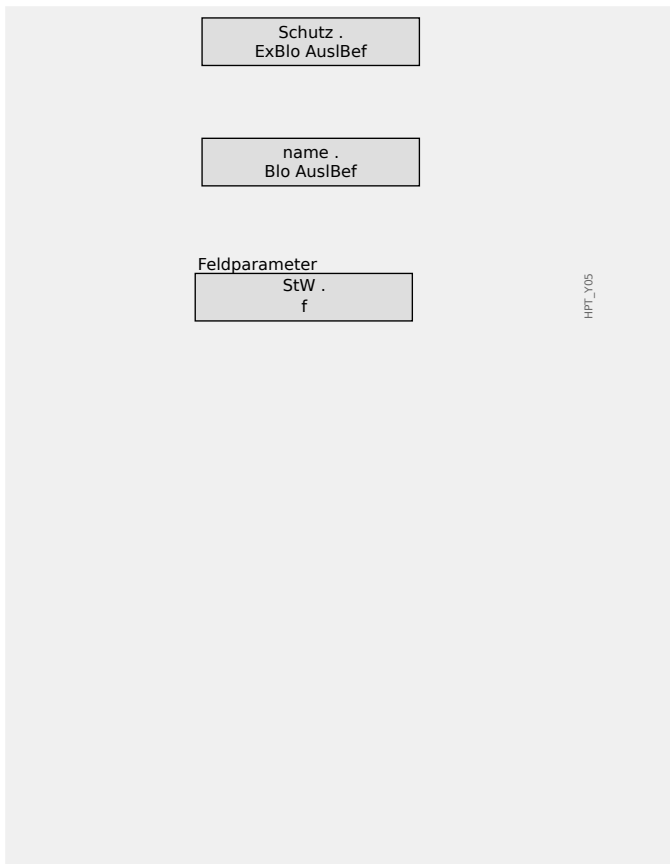 Schutz .
ExBlo AuslBef
name .
Blo AuslBef
Feldparameter
StW .
f
HPT_Y05